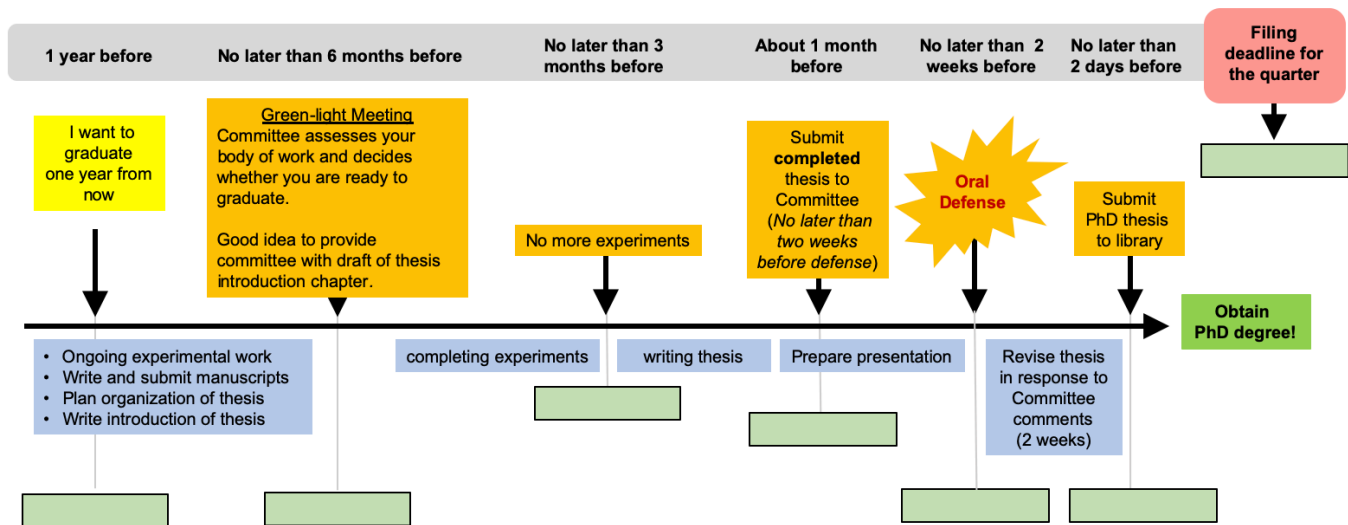 1 year before
No later than 6 months before
No later than 3
months before
About 1 month
before
No later than 2
weeks before
No later than
2 days before
Filing
deadline for
the quarter
I want to
graduate
one year from
now
Green-light Meeting
Committee assesses your
body of work and decides
whether you are ready to
graduate.
Good idea to provide
committee with draft of thesis
introduction chapter.
No more experiments
Submit
completed
thesis to
Committee
(No later than
two weeks
before defense)
Oral
Defense
Submit
PhD thesis
to library
Obtain
PhD degree!
• Ongoing experimental work
• Write and submit manuscripts
• Plan organization of thesis
• Write introduction of thesis
completing experiments
writing thesis
Prepare presentation
Revise thesis
in response to
Committee
comments
(2 weeks)